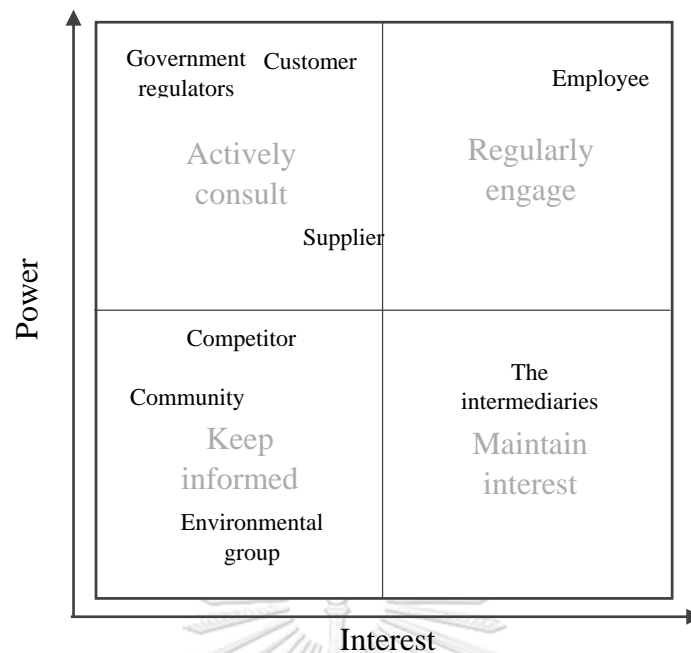 Government
regulators
Customer
Employee
Actively
consult
Regularly
engage
Supplier
Power
Competitor
The
intermediaries
Community
Keep
informed
Maintain
interest
Environmental
group
Interest